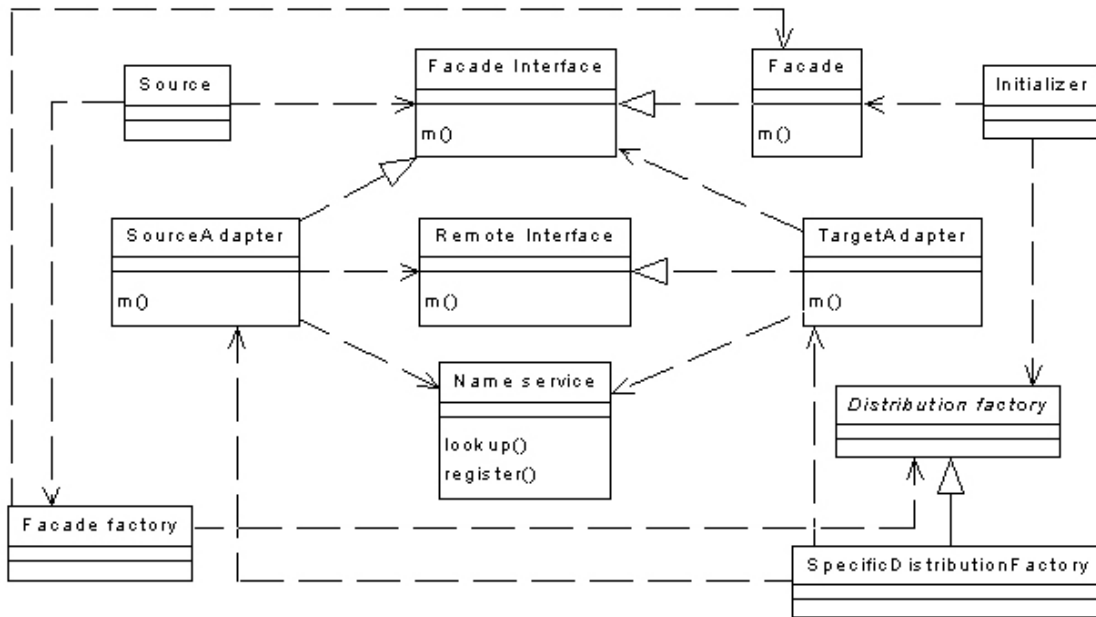 Source
Facade Interface
m()
Facade
m()
Initializer
SourceAdapter
m()
Remote Interface
m()
TargetAdapter
m()
Name service
lookup()
register()
Distribution factory
Facade factory
SpecificDistributionFactory